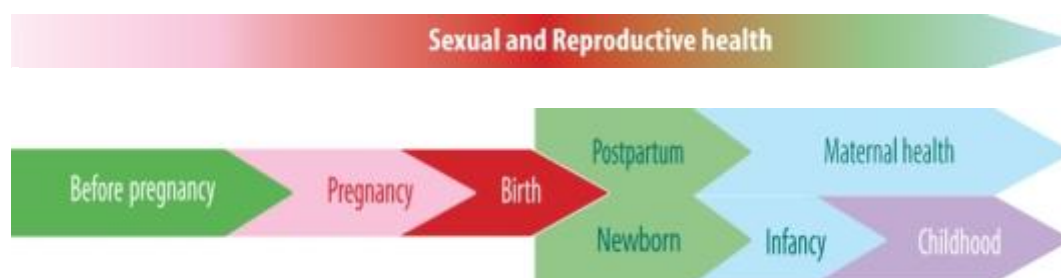 Sexual and Reproductive health
Before pregnancy
Pregnancy
Birth
Postpartum
Maternal health
Newborn
Infancy
Childhood